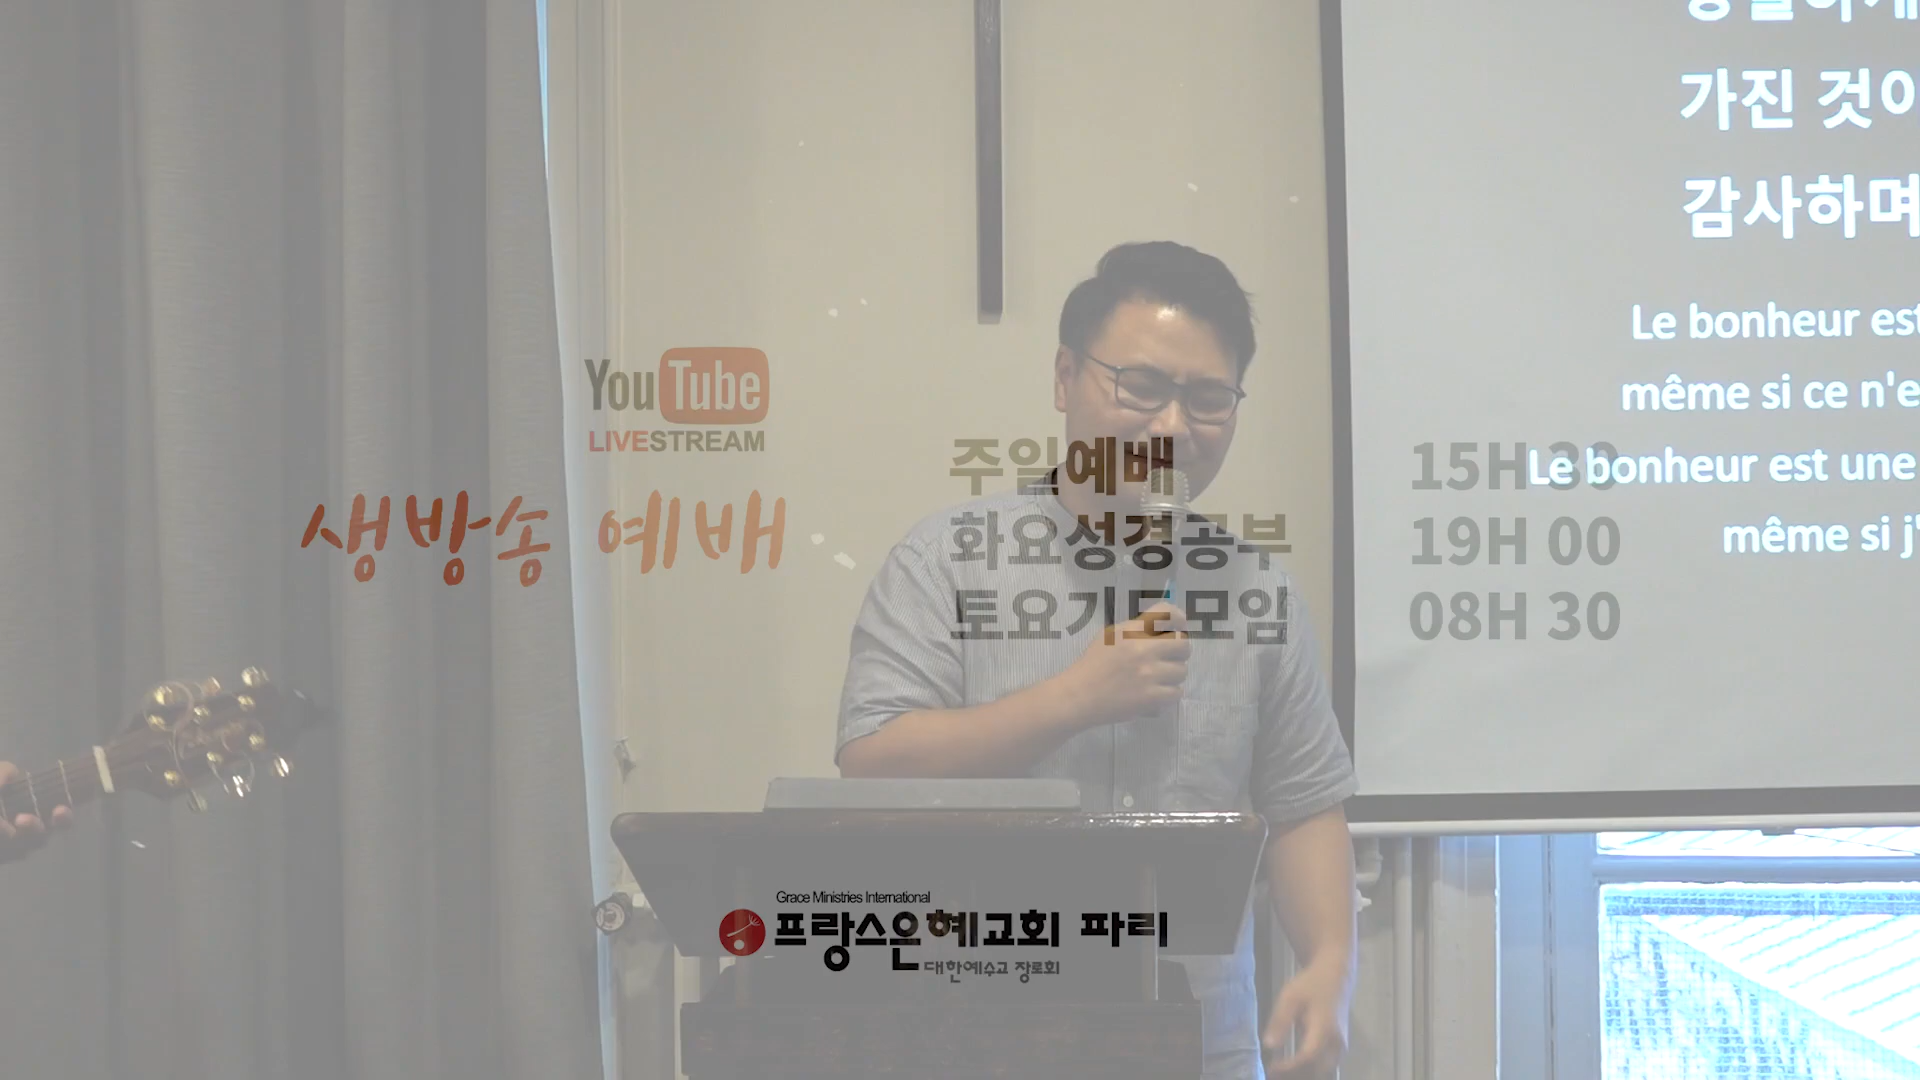 가진 것이
감사하며
Le bonheur est
même si ce n'e
Le bonheur est une
même si j'
YouTube
LIVESTREAM
생방송 예배
주일예배 15H 30
화요성경공부 19H 00
토요기도모임 08H 30
Grace Ministries International
프랑스은혜교회 파리
대한예수교 장로회